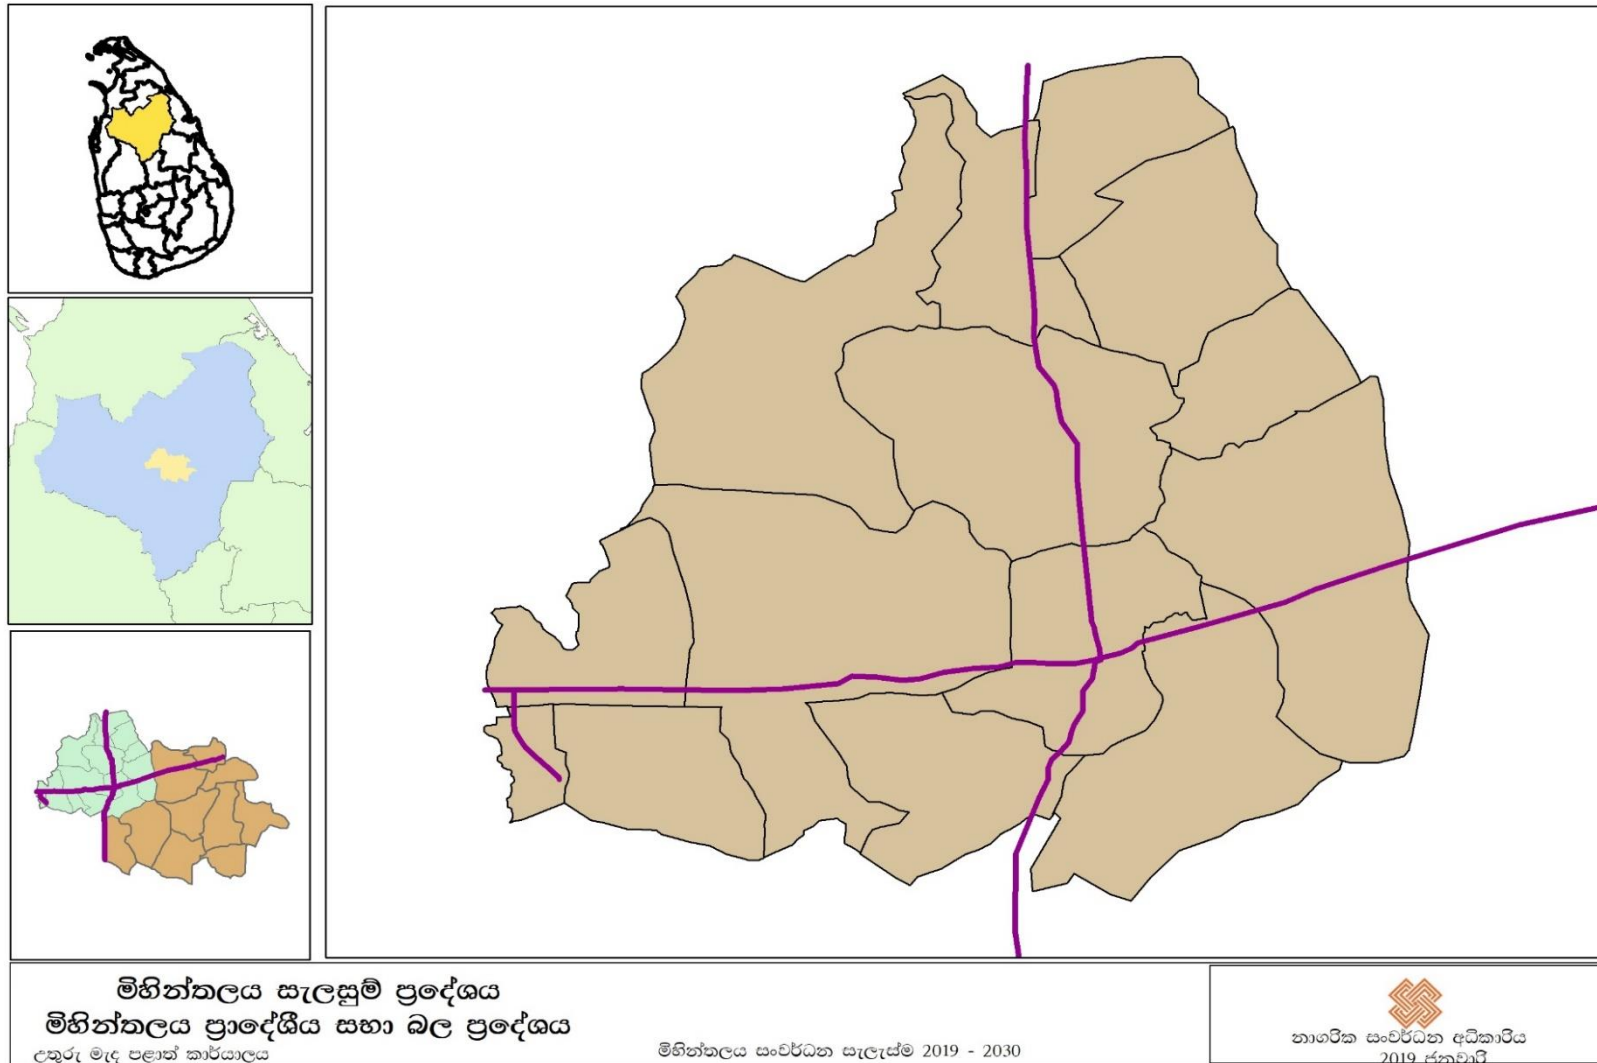 මිහින්තලය සැලසුම් ප්‍රදේශය
මිහින්තලය ප්‍රාදේශීය සභා බල ප්‍රදේශය
උතුරු මැද පළාත් කාර්යාලය
මිහින්තලය සංවර්ධන සැලැස්ම 2019 - 2030
නාගරික සංවර්ධන අධිකාරිය
2019 ජනවාරි